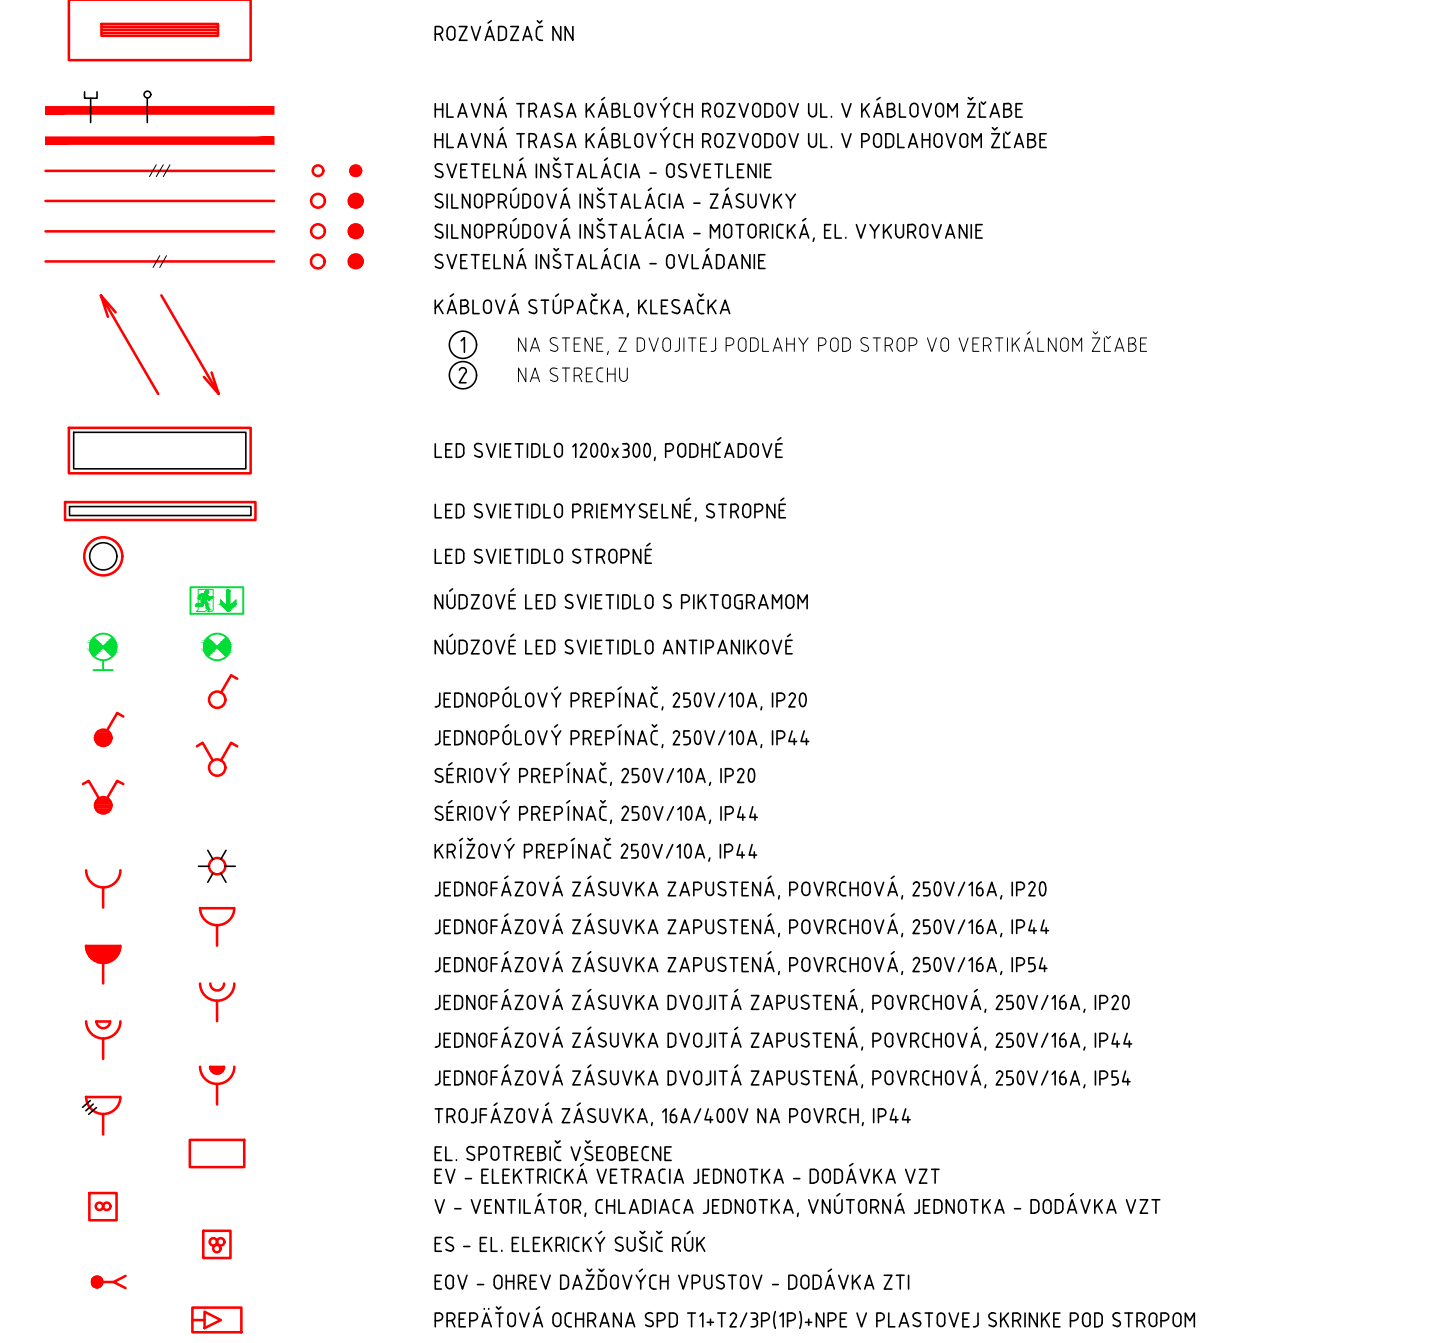 ROZVÁDZAČ NN
HLAVNÁ TRASA KÁBLOVÝCH ROZVODOV UL. V KÁBLOVOM ŽĽABE
HLAVNÁ TRASA KÁBLOVÝCH ROZVODOV UL. V PODLAHOVOM ŽĽABE
SVETELNÁ INŠTALÁCIA - OSVETLENIE
SILNOPRÚDOVÁ INŠTALÁCIA - ZÁSUVKY
SILNOPRÚDOVÁ INŠTALÁCIA - MOTORICKÁ, EL. VYKUROVANIE
SVETELNÁ INŠTALÁCIA - OVLÁDANIE
KÁBLOVÁ STÚPAČKA, KLESAČKA
1 NA STENE, Z DVOJITEJ PODLAHY POD STROP VO VERTIKÁLNOM ŽĽABE
2 NA STRECHU
LED SVIETIDLO 1200x300, PODHĽADOVÉ
LED SVIETIDLO PRIEMYSELNÉ, STROPNÉ
LED SVIETIDLO STROPNÉ
NÚDZOVÉ LED SVIETIDLO S PIKTOGRAMOM
NÚDZOVÉ LED SVIETIDLO ANTIPANIKOVÉ
JEDNOPÓLOVÝ PREPÍNAČ, 250V/10A, IP20
JEDNOPÓLOVÝ PREPÍNAČ, 250V/10A, IP44
SÉRIOVÝ PREPÍNAČ, 250V/10A, IP20
SÉRIOVÝ PREPÍNAČ, 250V/10A, IP44
KRÍŽOVÝ PREPÍNAČ 250V/10A, IP44
JEDNOFÁZOVÁ ZÁSUVKA ZAPUSTENÁ, POVRCHOVÁ, 250V/16A, IP20
JEDNOFÁZOVÁ ZÁSUVKA ZAPUSTENÁ, POVRCHOVÁ, 250V/16A, IP44
JEDNOFÁZOVÁ ZÁSUVKA ZAPUSTENÁ, POVRCHOVÁ, 250V/16A, IP54
JEDNOFÁZOVÁ ZÁSUVKA DVOJITÁ ZAPUSTENÁ, POVRCHOVÁ, 250V/16A, IP20
JEDNOFÁZOVÁ ZÁSUVKA DVOJITÁ ZAPUSTENÁ, POVRCHOVÁ, 250V/16A, IP44
JEDNOFÁZOVÁ ZÁSUVKA DVOJITÁ ZAPUSTENÁ, POVRCHOVÁ, 250V/16A, IP54
TROJFÁZOVÁ ZÁSUVKA, 16A/400V NA POVRCH, IP44
EL. SPOTREBIČ VŠEOBECNE
EV - ELEKTRICKÁ VETRACIA JEDNOTKA - DODÁVKA VZT
V - VENTILÁTOR, CHLADIACA JEDNOTKA, VNÚTORNÁ JEDNOTKA - DODÁVKA VZT
ES - EL. ELEKRICKÝ SUŠIČ RÚK
EOV - OHREV DAŽĎOVÝCH VPUSTOV - DODÁVKA ZTI
PREPÄŤOVÁ OCHRANA SPD T1+T2/3P(1P)+NPE V PLASTOVEJ SKRINKE POD STROPOM